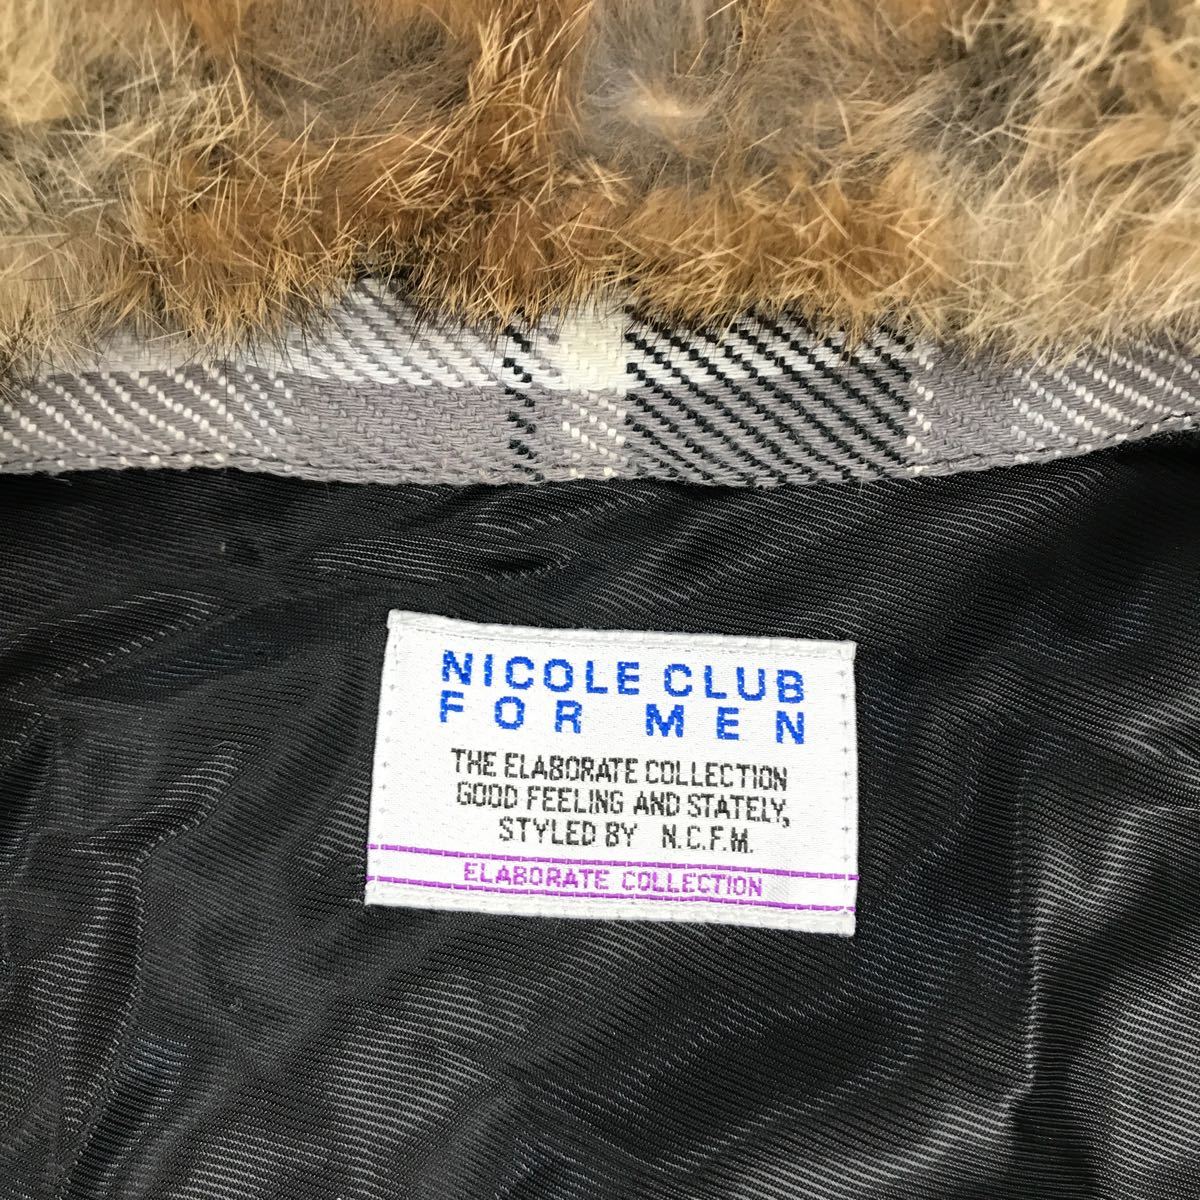 NICOLE CLUB
FOR MEN
THE ELABORATE COLLECTION
GOOD FEELING AND STATELY,
STYLED BY N.C.F.M.
ELABORATE COLLECTION